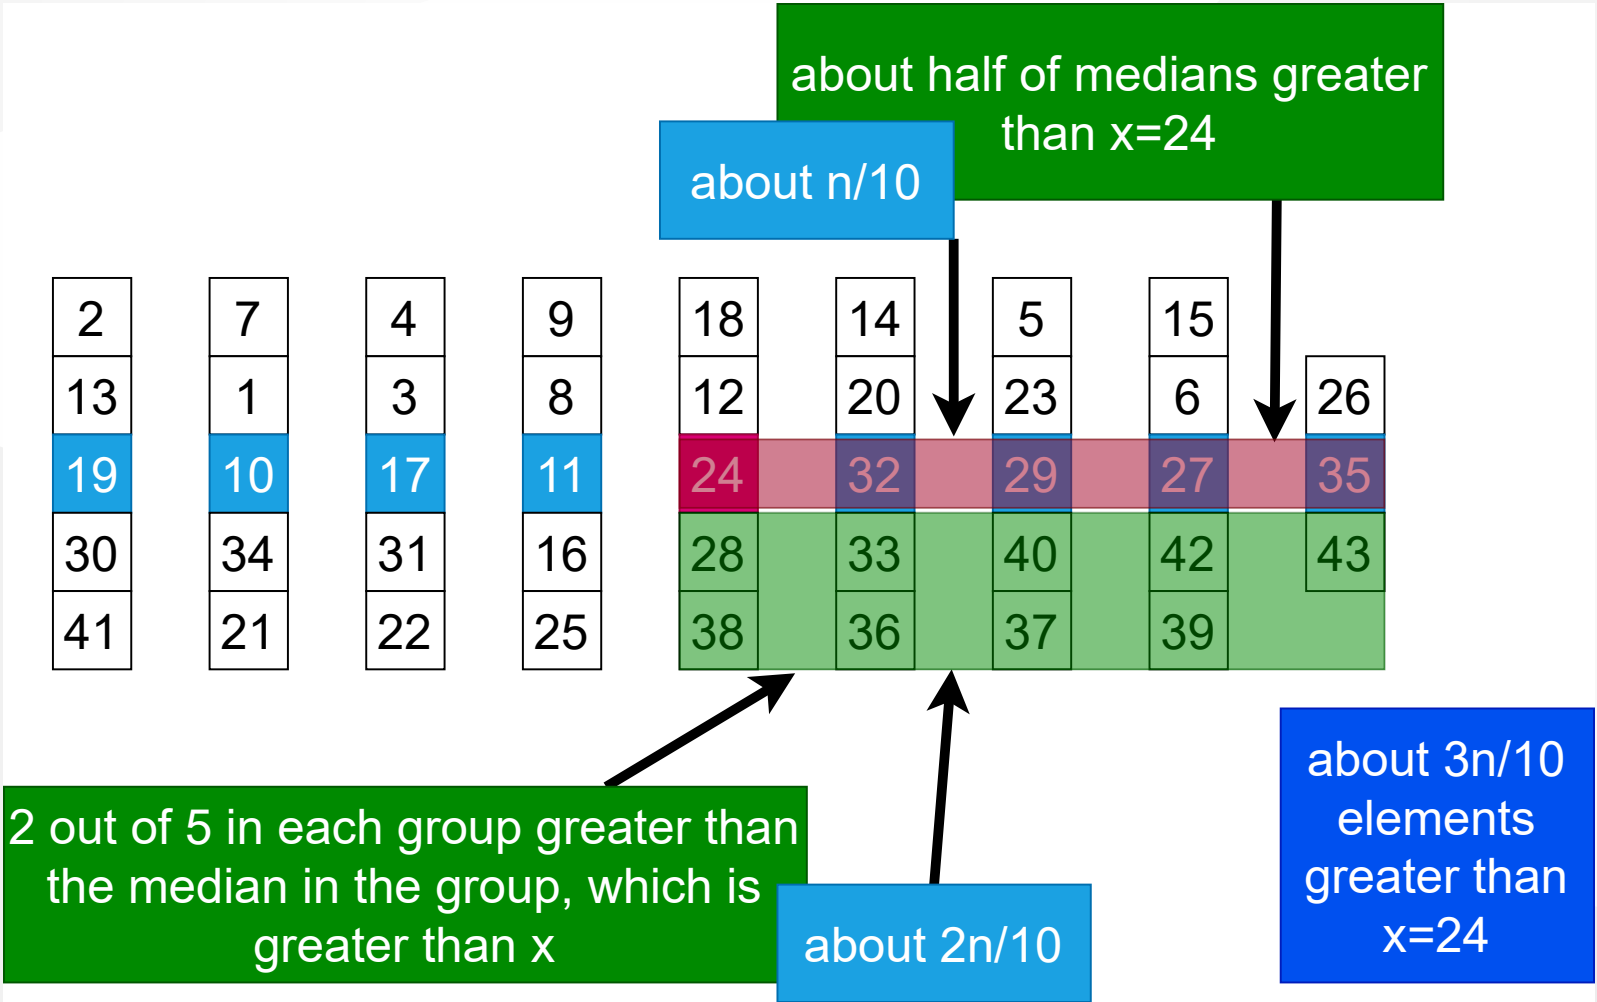 about half of medians greater
than x=24
about n/10
2 7 4 9 18 14 5 15
13 1 3 8 12 20 23 6 26
19 10 17 11 24 32 29 27 35
30 34 31 16 28 33 40 42 43
41 21 22 25 38 36 37 39
2 out of 5 in each group greater than
the median in the group, which is
greater than x
about 2n/10
about 3n/10
elements
greater than
x=24